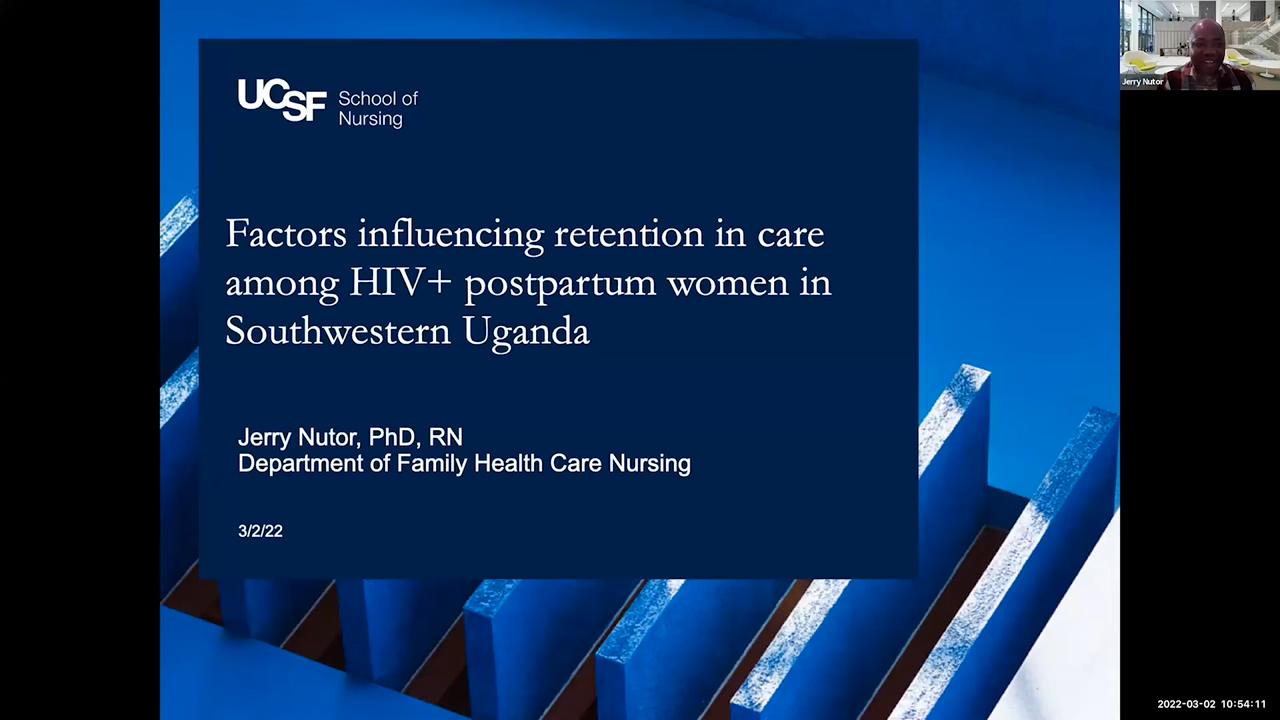 UCSF School of
Nursing
Factors influencing retention in care
among HIV+ postpartum women in
Southwestern Uganda
Jerry Nutor, PhD, RN
Department of Family Health Care Nursing
3/2/22
Jerry Nutor
2022-03-02 10:54:11